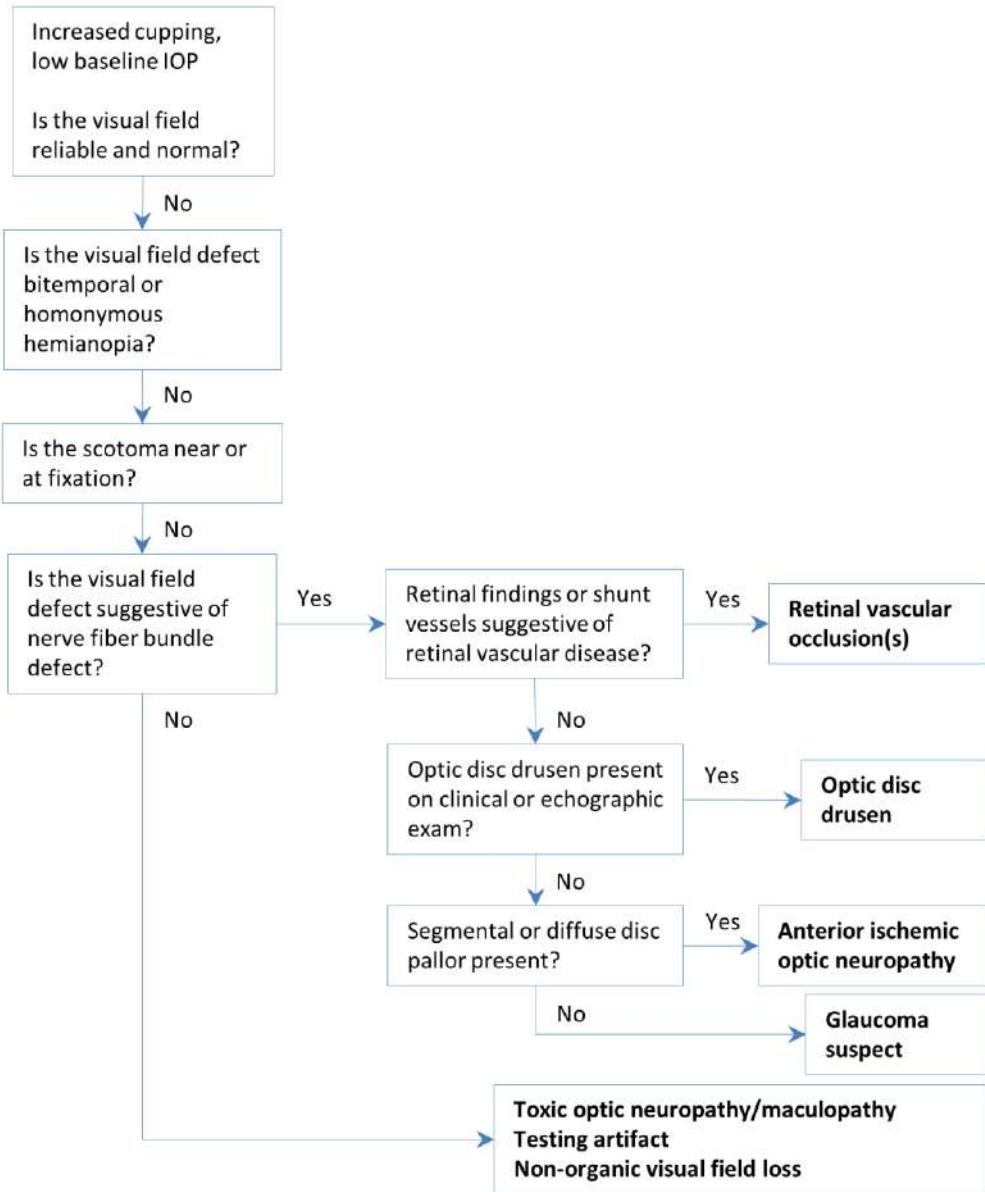 Increased cupping,
low baseline IOP
Is the visual field
reliable and normal?
No
Is the visual field defect
bitemporal or
homonymous
hemianopia?
No
Is the scotoma near or
at fixation?
No
Is the visual field
defect suggestive of
nerve fiber bundle
defect?
Yes
Retinal findings or shunt
vessels suggestive of
retinal vascular disease?
Yes
Retinal vascular
occlusion(s)
No
No
Optic disc drusen present
on clinical or echographic
exam?
Yes
Optic disc
drusen
No
Segmental or diffuse disc
pallor present?
Yes
Anterior ischemic
optic neuropathy
No
Glaucoma
suspect
Toxic optic neuropathy/maculopathy
Testing artifact
Non-organic visual field loss